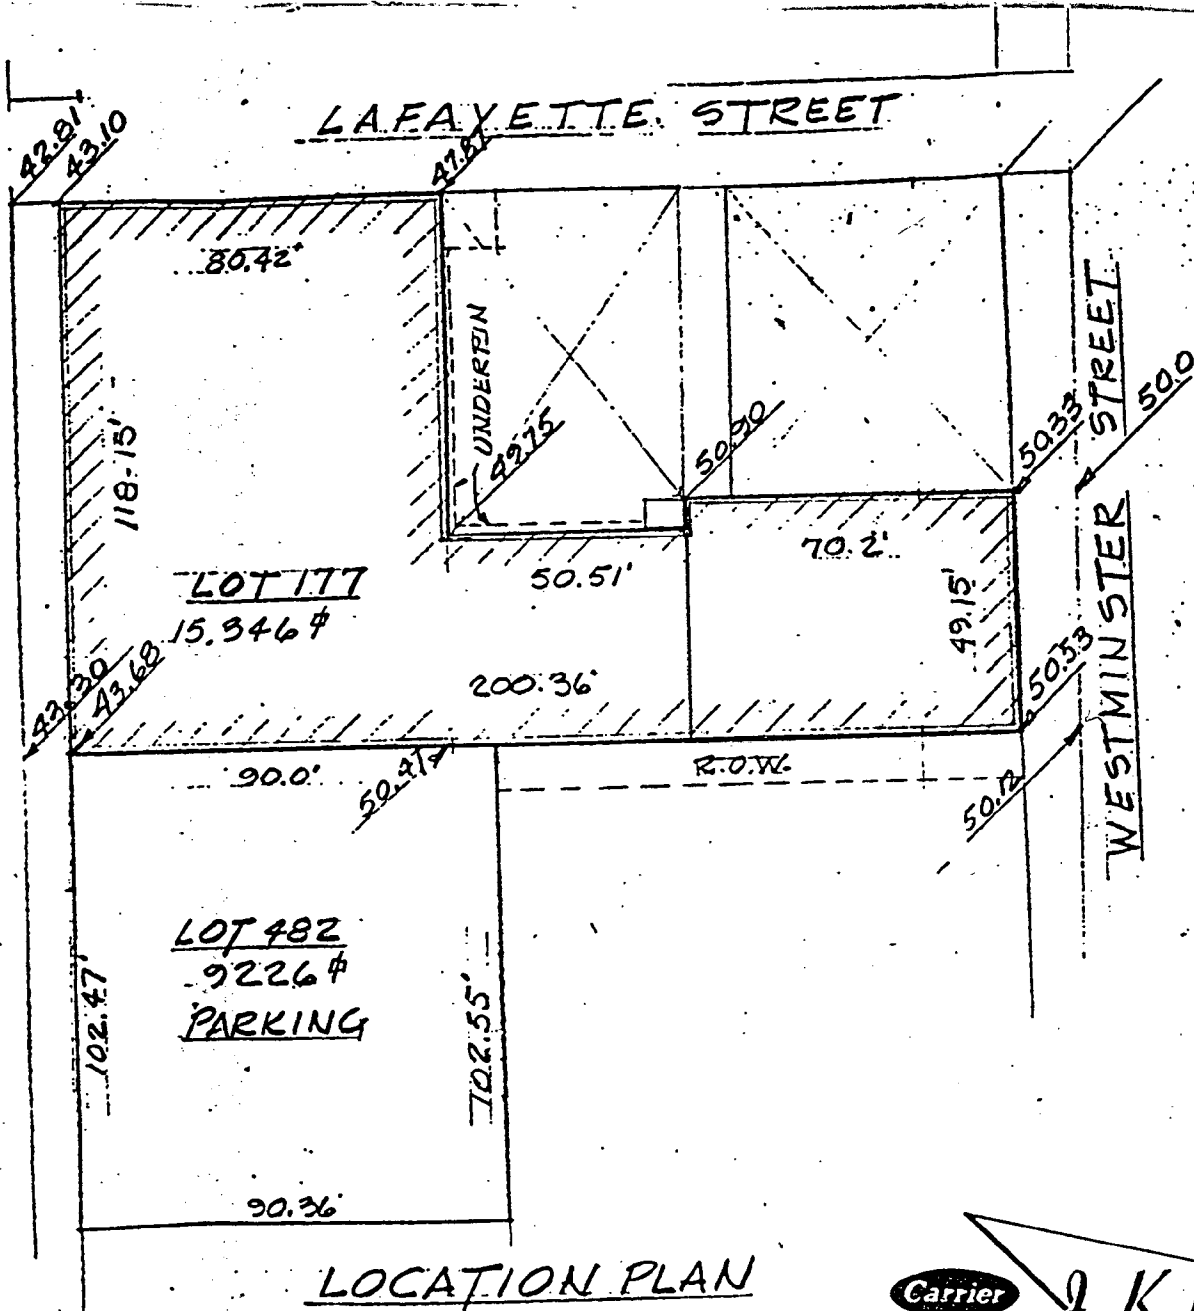 LAFAYETTE. STREET
42.81'
43.10
47.87
80.42'
118.15'
UNDERPIN
49.75
50.90
50.33
50.0
STREET
WESTMINSTER
70.2'
50.51'
49.15'
LOT 177
15.346 ⏀
200.36'
43.30
43.68
50.53
90.0'
50.47
R.O.W.
50.12
LOT 482
9226 ⏀
PARKING
102.47'
102.55'
90.36'
LOCATION PLAN
Carrier